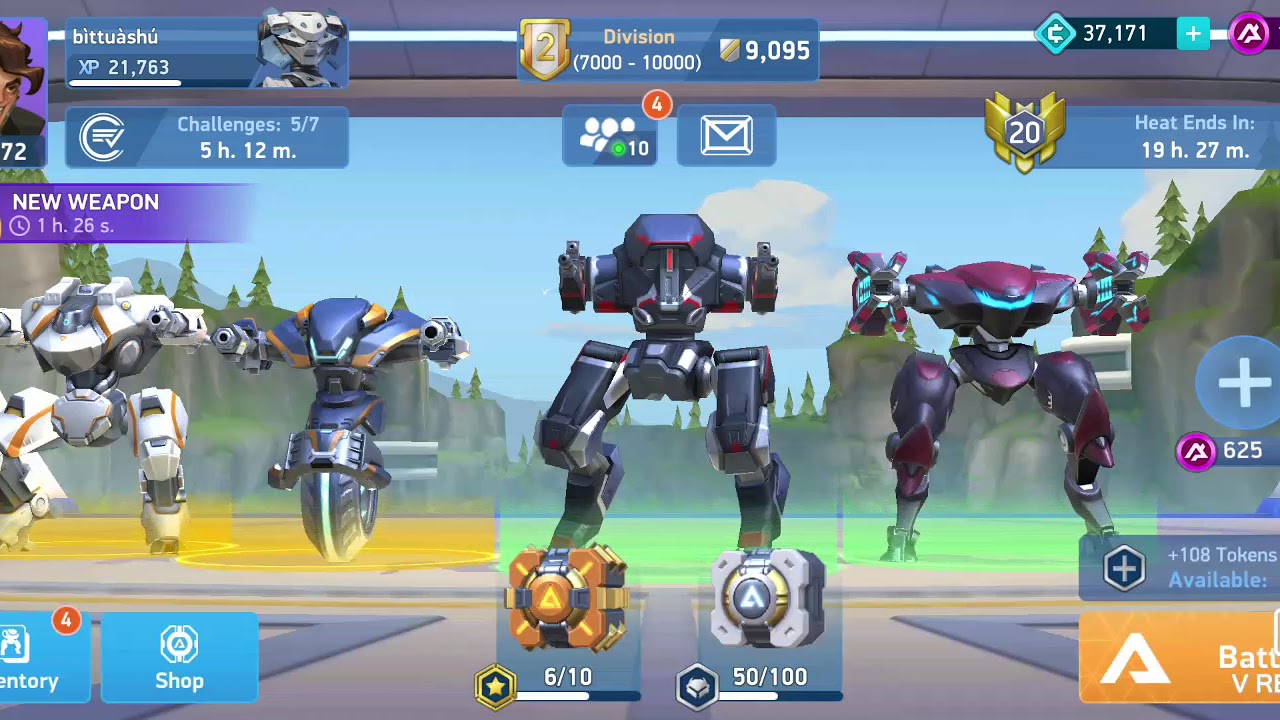 bìttuàshú
XP 21,763
2
Division
(7000 - 10000)
9,095
37,171
+
72
Challenges: 5/7
5 h. 12 m.
4
10
20
Heat Ends In:
19 h. 27 m.
NEW WEAPON
1 h. 26 s.
625
+108 Tokens
Available:
4
entory
Shop
6/10
50/100
Batt
V RE